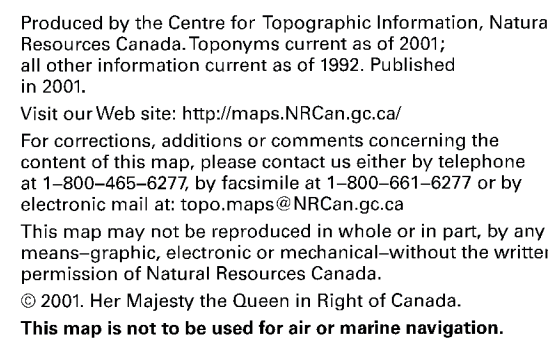 Produced by the Centre for Topographic Information, Natura
Resources Canada. Toponyms current as of 2001;
all other information current as of 1992. Published
in 2001.
Visit our Web site: http://maps.NRCan.gc.ca/
For corrections, additions or comments concerning the
content of this map, please contact us either by telephone
at 1–800–465–6277, by facsimile at 1–800–661–6277 or by
electronic mail at: topo.maps@NRCan.gc.ca
This map may not be reproduced in whole or in part, by any
means–graphic, electronic or mechanical–without the writte
permission of Natural Resources Canada.
© 2001. Her Majesty the Queen in Right of Canada.
This map is not to be used for air or marine navigation.